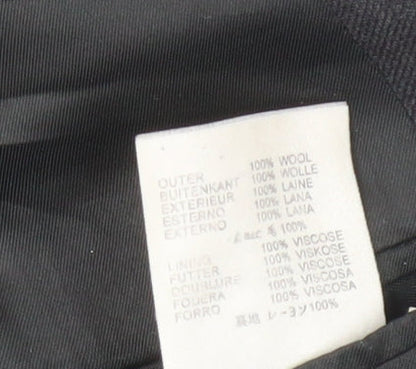 OUTER 100% WOOL
BUITENKANT 100% WOLLE
EXTERIEUR 100% LAINE
ESTERNO 100% LANA
EXTERNO 100% LANA
毛 100%
LINING 100% VISCOSE
FUTTER 100% VISKOSE
DOUBLURE 100% VISCOSE
FODERA 100% VISCOSA
FORRO 100% VISCOSA
裏地 レーヨン100%